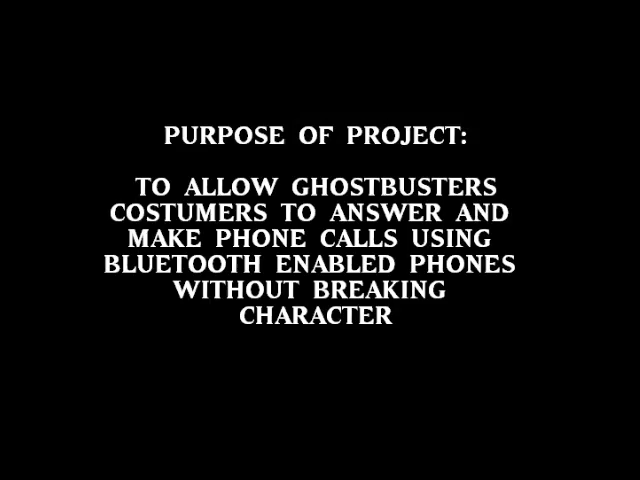 PURPOSE OF PROJECT:
TO ALLOW GHOSTBUSTERS
COSTUMERS TO ANSWER AND
MAKE PHONE CALLS USING
BLUETOOTH ENABLED PHONES
WITHOUT BREAKING
CHARACTER